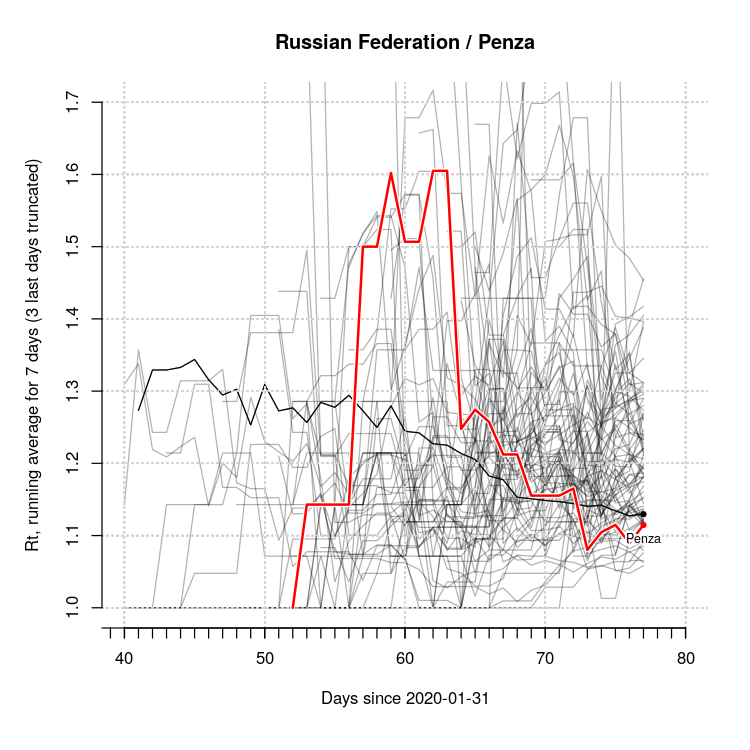 Russian Federation / Penza
Rt, running average for 7 days (3 last days truncated)
1.7
1.6
1.5
1.4
1.3
1.2
1.1
1.0
Penza
40 50 60 70 80
Days since 2020-01-31